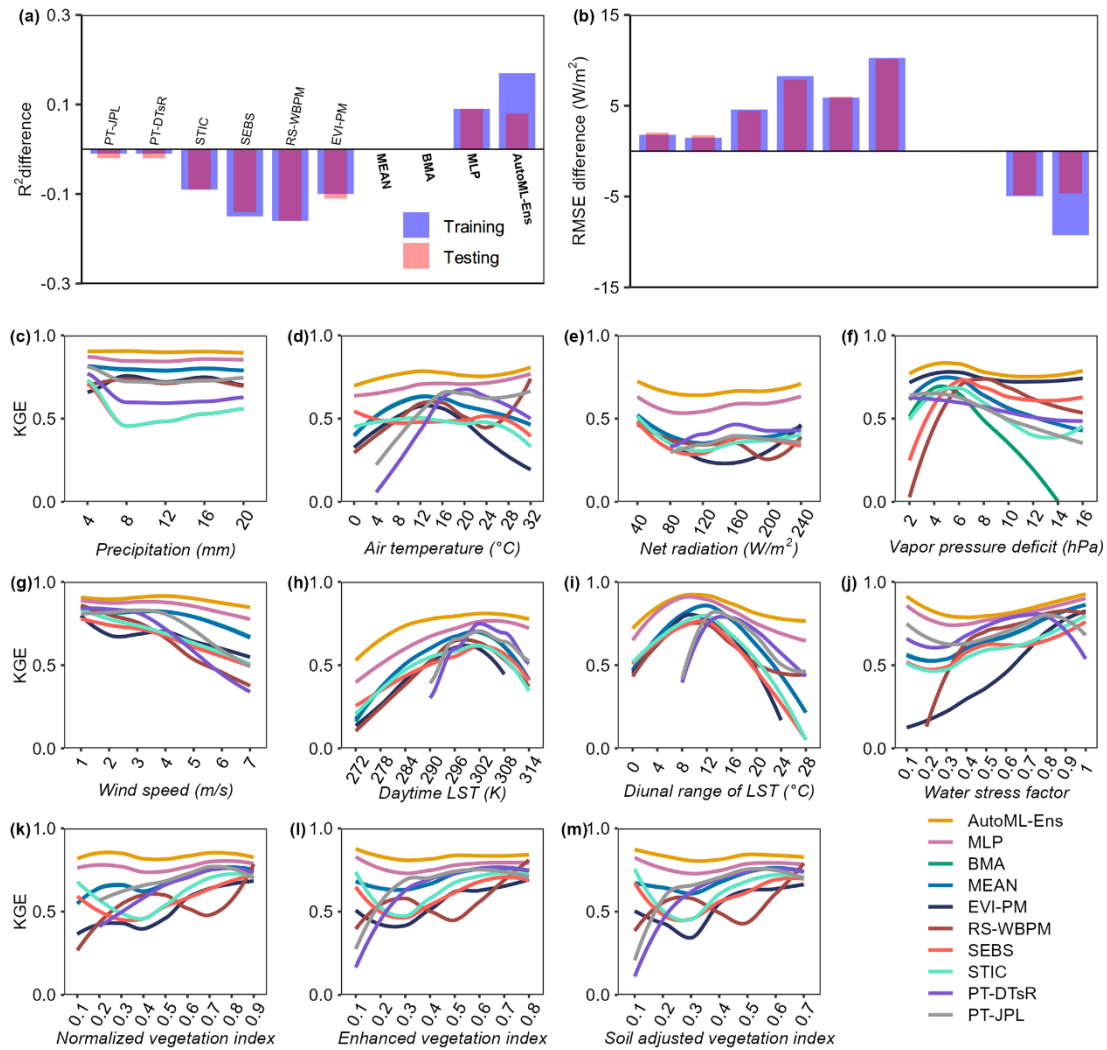 (a)
0.3
0.1
-0.1
-0.3
R²difference
PT-JPL
PT-DTsR
STIC
SEBS
RS-WBPM
EVI-PM
MEAN
BMA
MLP
AutoML-Ens
Training
Testing
(b)
15
5
-5
-15
RMSE difference (W/m²)
(c)
1.0
0.5
0.0
KGE
4
8
12
16
20
Precipitation (mm)
(d)
1.0
0.5
0.0
0
4
8
12
16
20
24
28
32
Air temperature (°C)
(e)
1.0
0.5
0.0
40
80
120
160
200
240
Net radiation (W/m²)
(f)
1.0
0.5
0.0
2
4
6
8
10
12
14
16
Vapor pressure deficit (hPa)
(g)
1.0
0.5
0.0
KGE
1
2
3
4
5
6
7
Wind speed (m/s)
(h)
1.0
0.5
0.0
272
278
284
290
296
302
308
314
Daytime LST (K)
(i)
1.0
0.5
0.0
0
4
8
12
16
20
24
28
Diunal range of LST (°C)
(j)
1.0
0.5
0.0
0.1
0.2
0.3
0.4
0.5
0.6
0.7
0.8
0.9
1
Water stress factor
(k)
1.0
0.5
0.0
KGE
0.1
0.2
0.3
0.4
0.5
0.6
0.7
0.8
0.9
Normalized vegetation index
(l)
1.0
0.5
0.0
0.1
0.2
0.3
0.4
0.5
0.6
0.7
0.8
Enhanced vegetation index
(m)
1.0
0.5
0.0
0.1
0.2
0.3
0.4
0.5
0.6
0.7
Soil adjusted vegetation index
AutoML-Ens
MLP
BMA
MEAN
EVI-PM
RS-WBPM
SEBS
STIC
PT-DTsR
PT-JPL